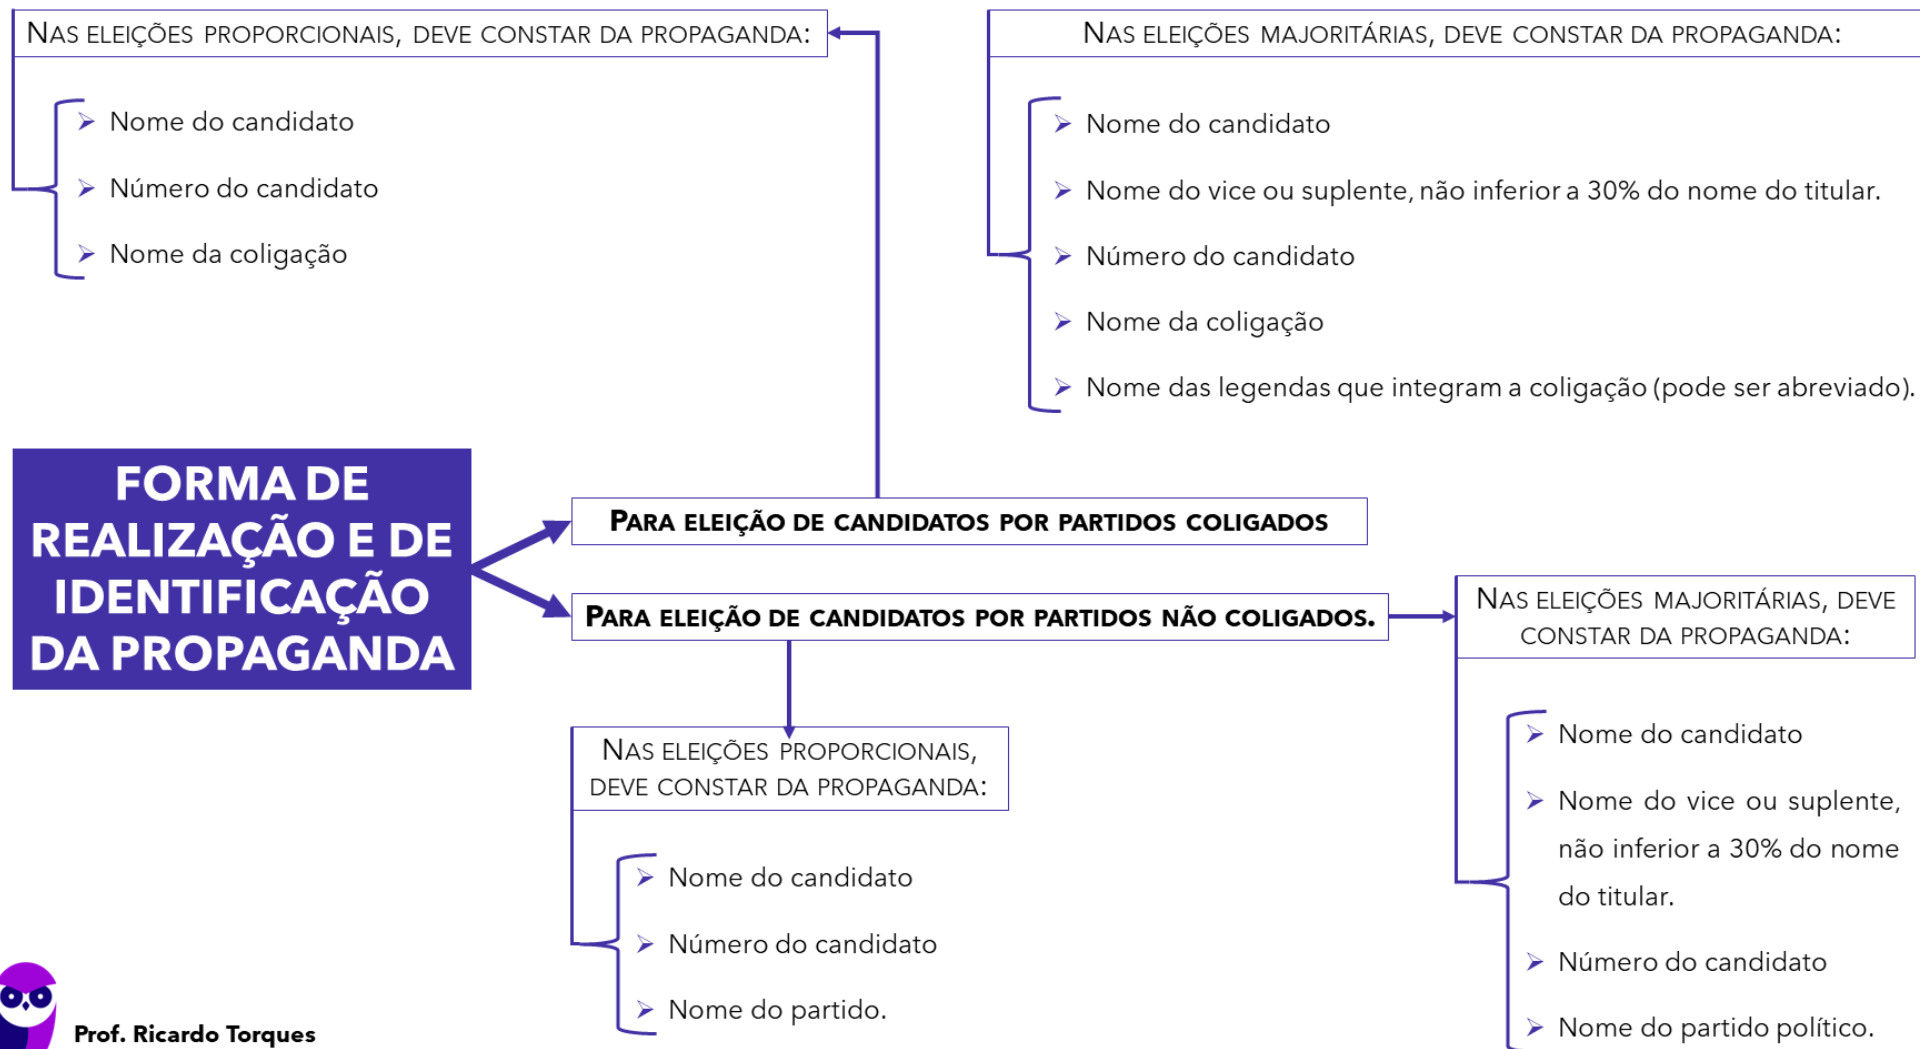 NAS ELEIÇÕES PROPORCIONAIS, DEVE CONSTAR DA PROPAGANDA:
Nome do candidato
Número do candidato
Nome da coligação
NAS ELEIÇÕES MAJORITÁRIAS, DEVE CONSTAR DA PROPAGANDA:
Nome do candidato
Nome do vice ou suplente, não inferior a 30% do nome do titular.
Número do candidato
Nome da coligação
Nome das legendas que integram a coligação (pode ser abreviado).
FORMA DE
REALIZAÇÃO E DE
IDENTIFICAÇÃO
DA PROPAGANDA
PARA ELEIÇÃO DE CANDIDATOS POR PARTIDOS COLIGADOS
PARA ELEIÇÃO DE CANDIDATOS POR PARTIDOS NÃO COLIGADOS.
NAS ELEIÇÕES PROPORCIONAIS,
DEVE CONSTAR DA PROPAGANDA:
Nome do candidato
Número do candidato
Nome do partido.
NAS ELEIÇÕES MAJORITÁRIAS, DEVE
CONSTAR DA PROPAGANDA:
Nome do candidato
Nome do vice ou suplente,
não inferior a 30% do nome
do titular.
Número do candidato
Nome do partido político.
Prof. Ricardo Torques